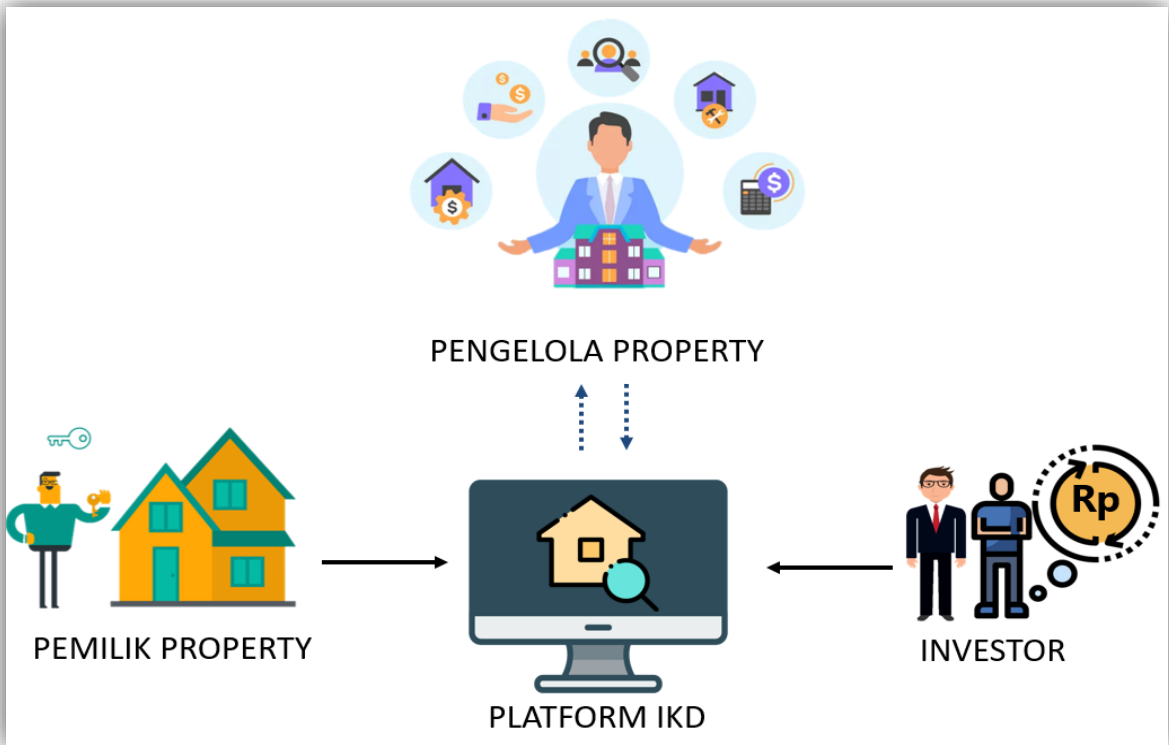 PENGELOLA PROPERTY
Rp
PEMILIK PROPERTY
INVESTOR
PLATFORM IKD